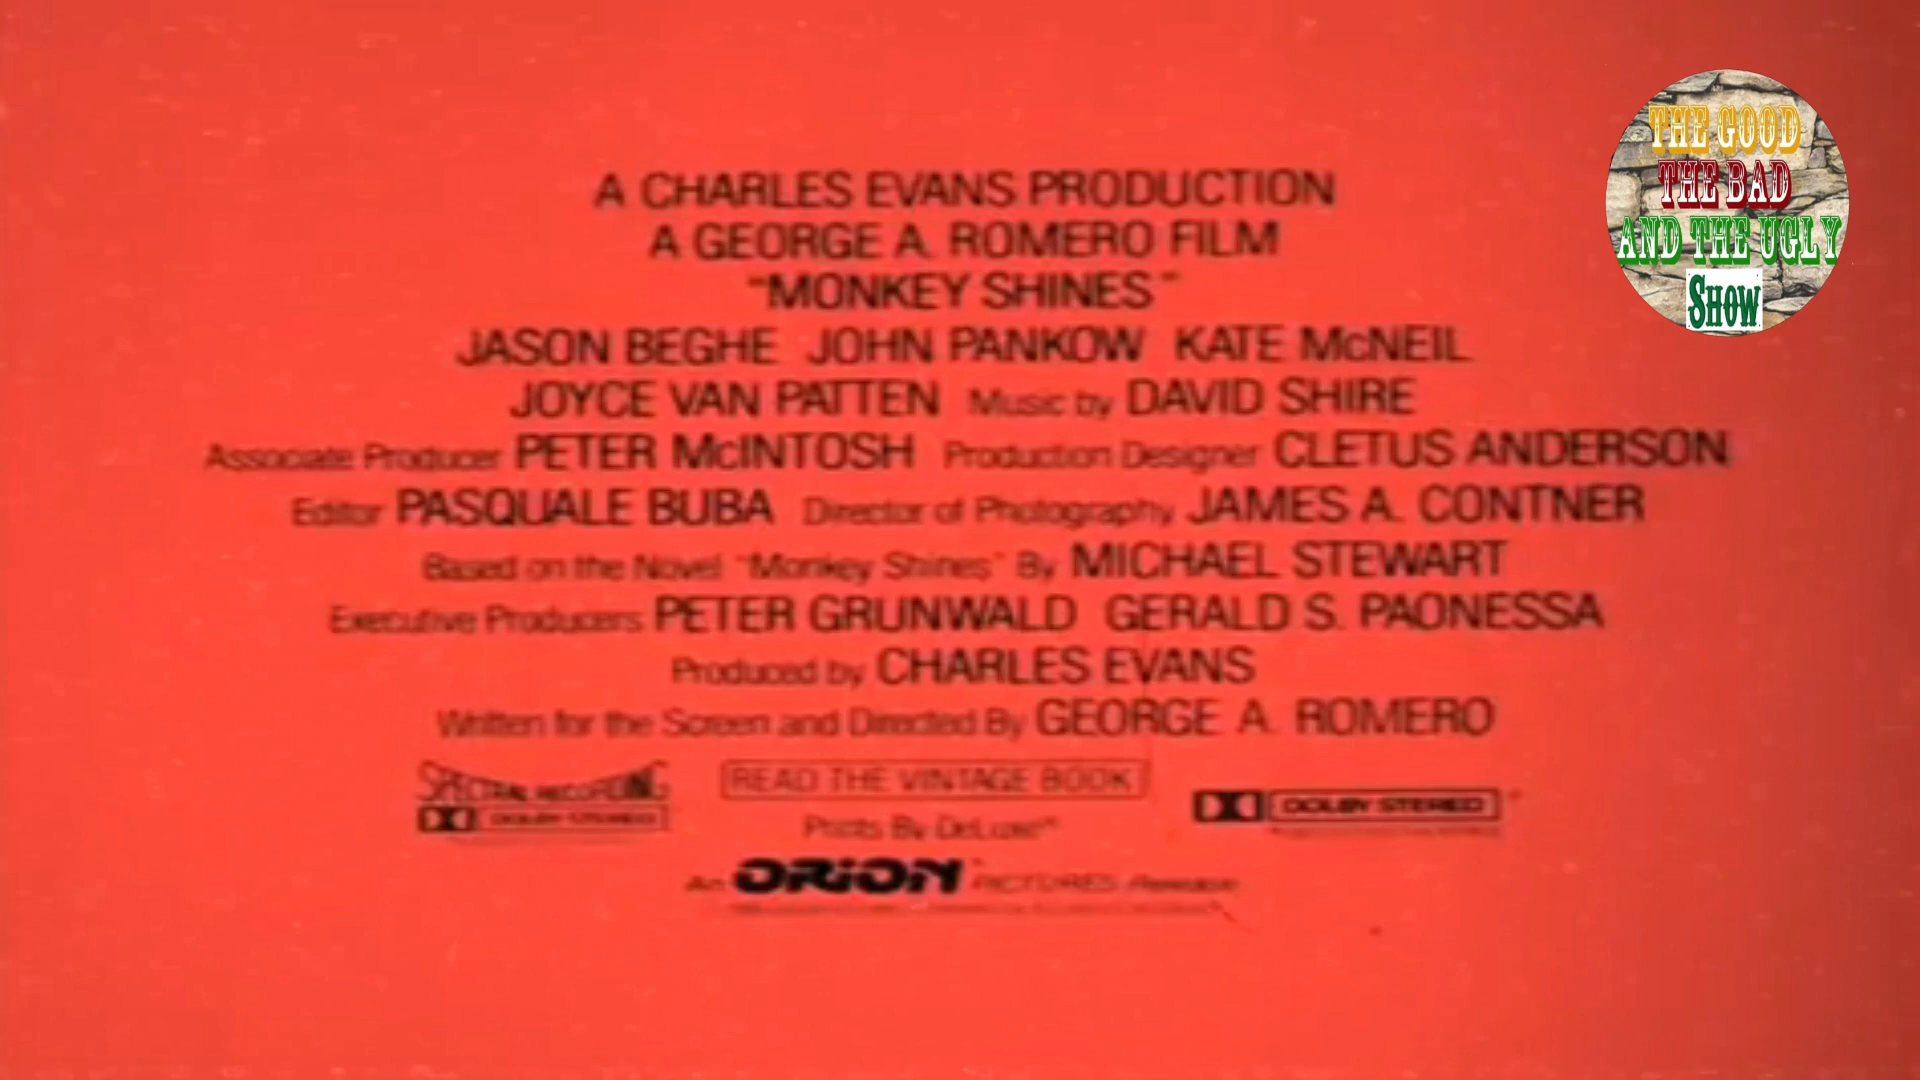 A CHARLES EVANS PRODUCTION
A GEORGE A. ROMERO FILM
"MONKEY SHINES"
JASON BEGHE JOHN PANKOW KATE McNEIL
JOYCE VAN PATTEN Music by DAVID SHIRE
Associate Producer PETER McINTOSH Production Designer CLETUS ANDERSON
Editor PASQUALE BUBA Director of Photography JAMES A. CONTNER
Based on the Novel "Monkey Shines" By MICHAEL STEWART
Executive Producers PETER GRUNWALD GERALD S. PAONESSA
Produced by CHARLES EVANS
Written for the Screen and Directed By GEORGE A. ROMERO
SPECTRAL RECORDING
DOLBY STEREO
READ THE VINTAGE BOOK
DOLBY STEREO
Prints By DeLuxe
An ORION PICTURES Release
THE GOOD
THE BAD
AND THE UGLY
SHOW